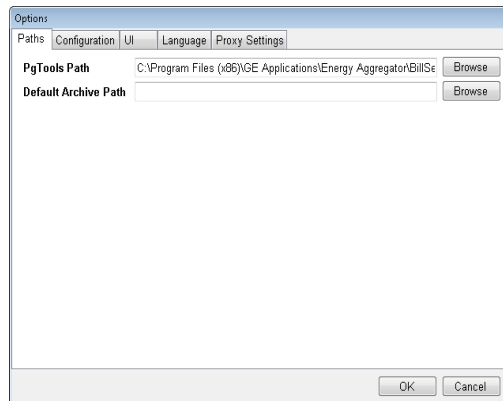 Options
Paths Configuration UI Language Proxy Settings
PgTools Path C:\Program Files (x86)\GE Applications\Energy Aggregator\BillSe Browse
Default Archive Path Browse
OK Cancel